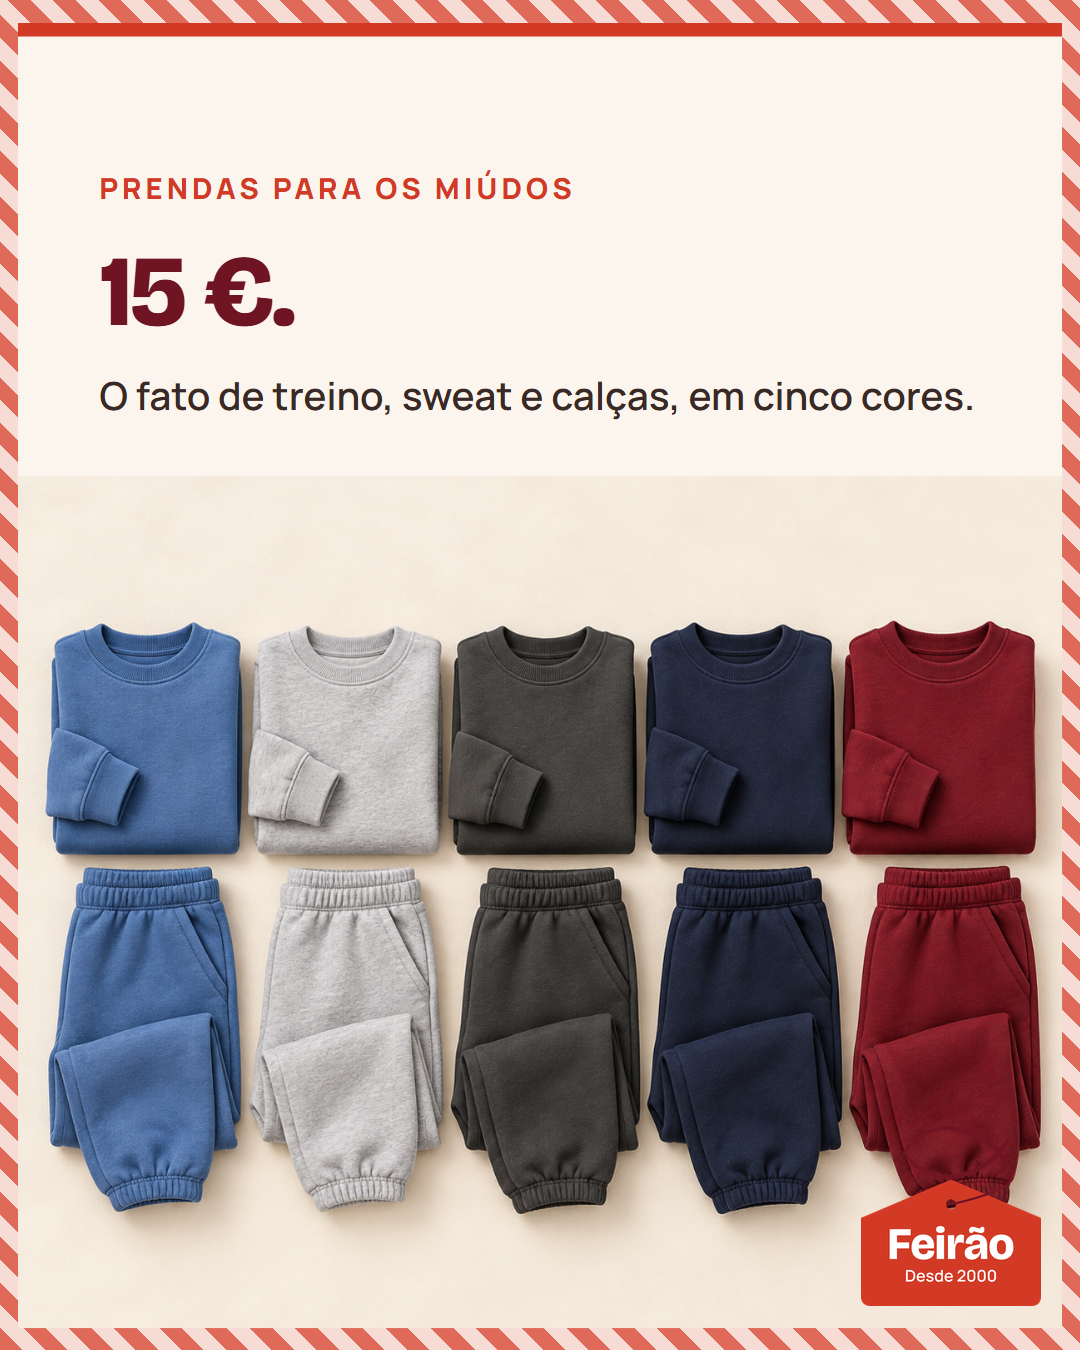 PRENDAS PARA OS MIÚDOS
15 €.
O fato de treino, sweat e calças, em cinco cores.
Feirão
Desde 2000